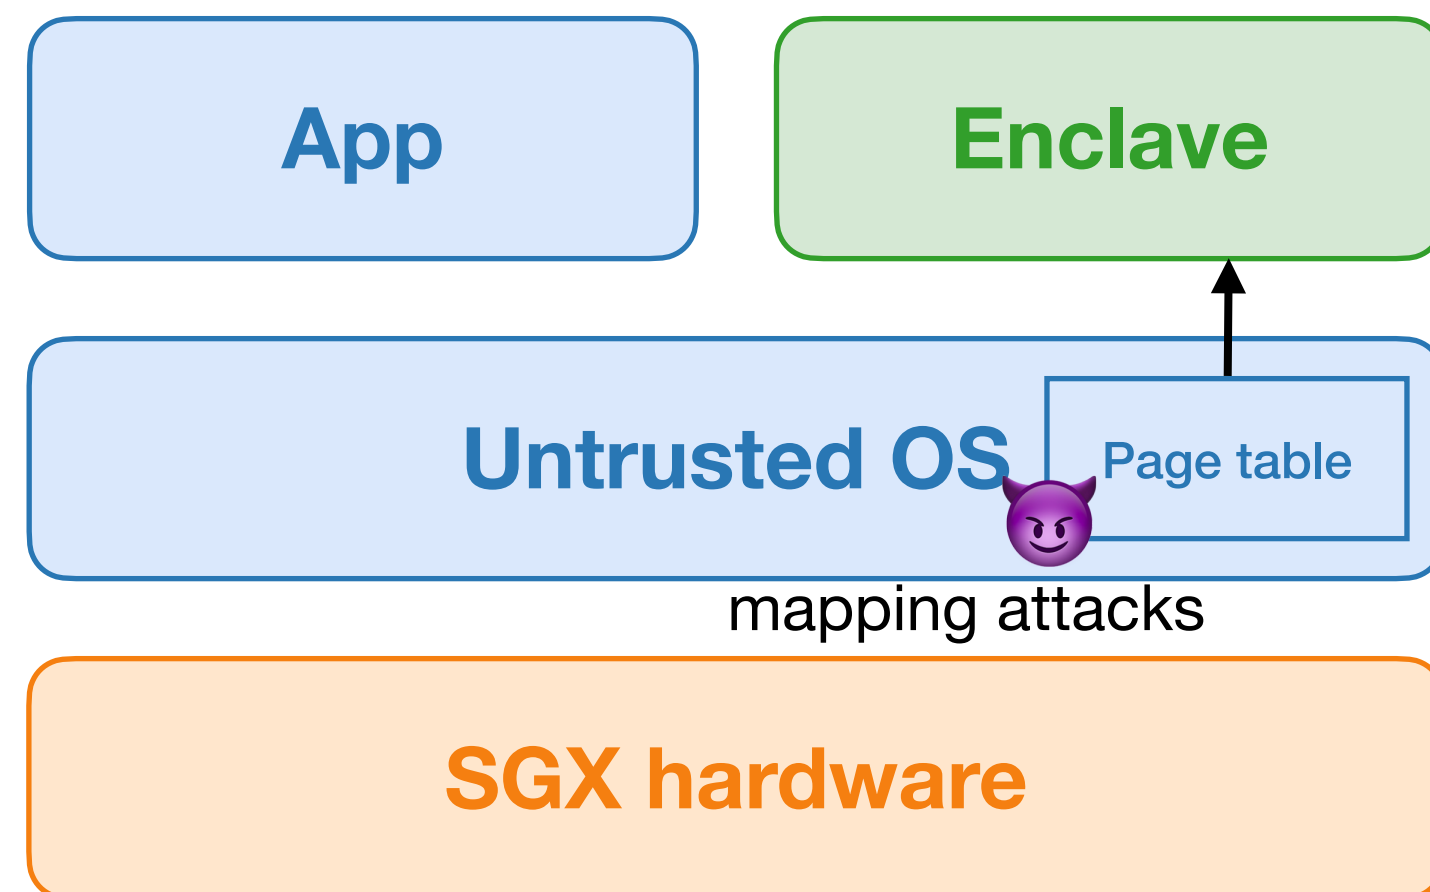 App
Enclave
Untrusted OS
Page table
mapping attacks
SGX hardware